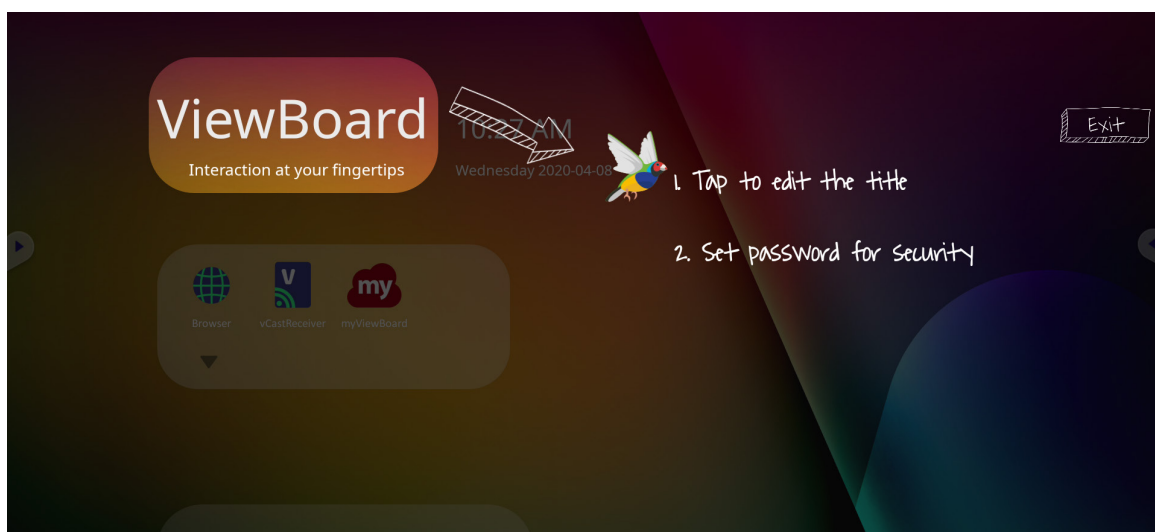 ViewBoard
Interaction at your fingertips
10:27 AM
Wednesday 2020-04-08
Exit
1. Tap to edit the title
2. Set password for security
V
my
Browser
vCastReceiver
myViewBoard